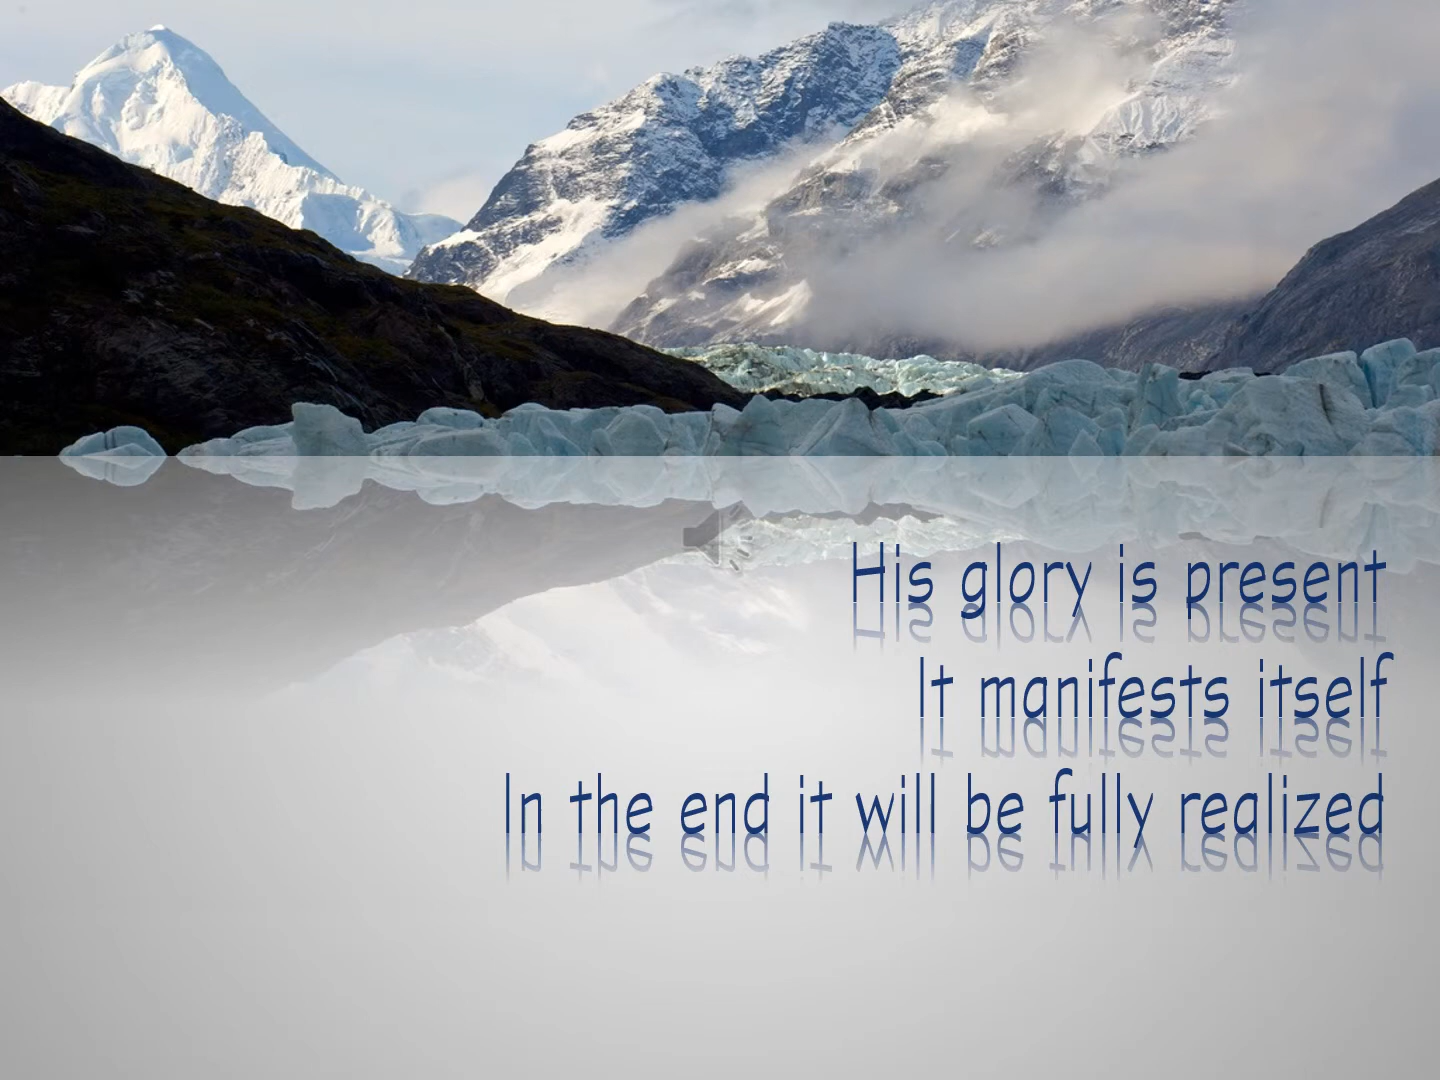 His glory is present
It manifests itself
In the end it will be fully realized